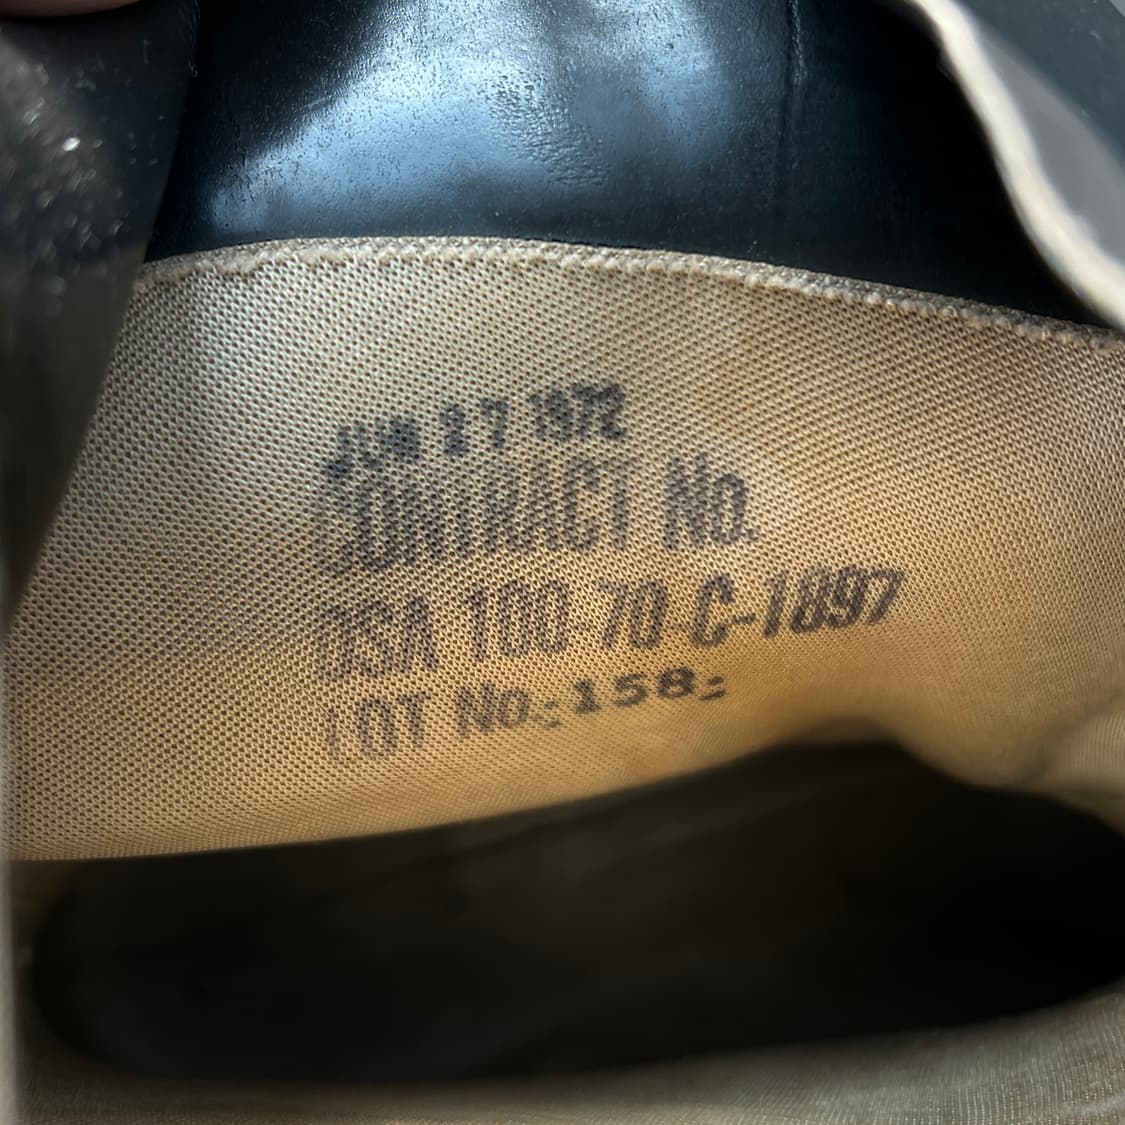 JUN 27 1972
CONTRACT No.
DSA 100-70-C-1897
LOT No.:158: